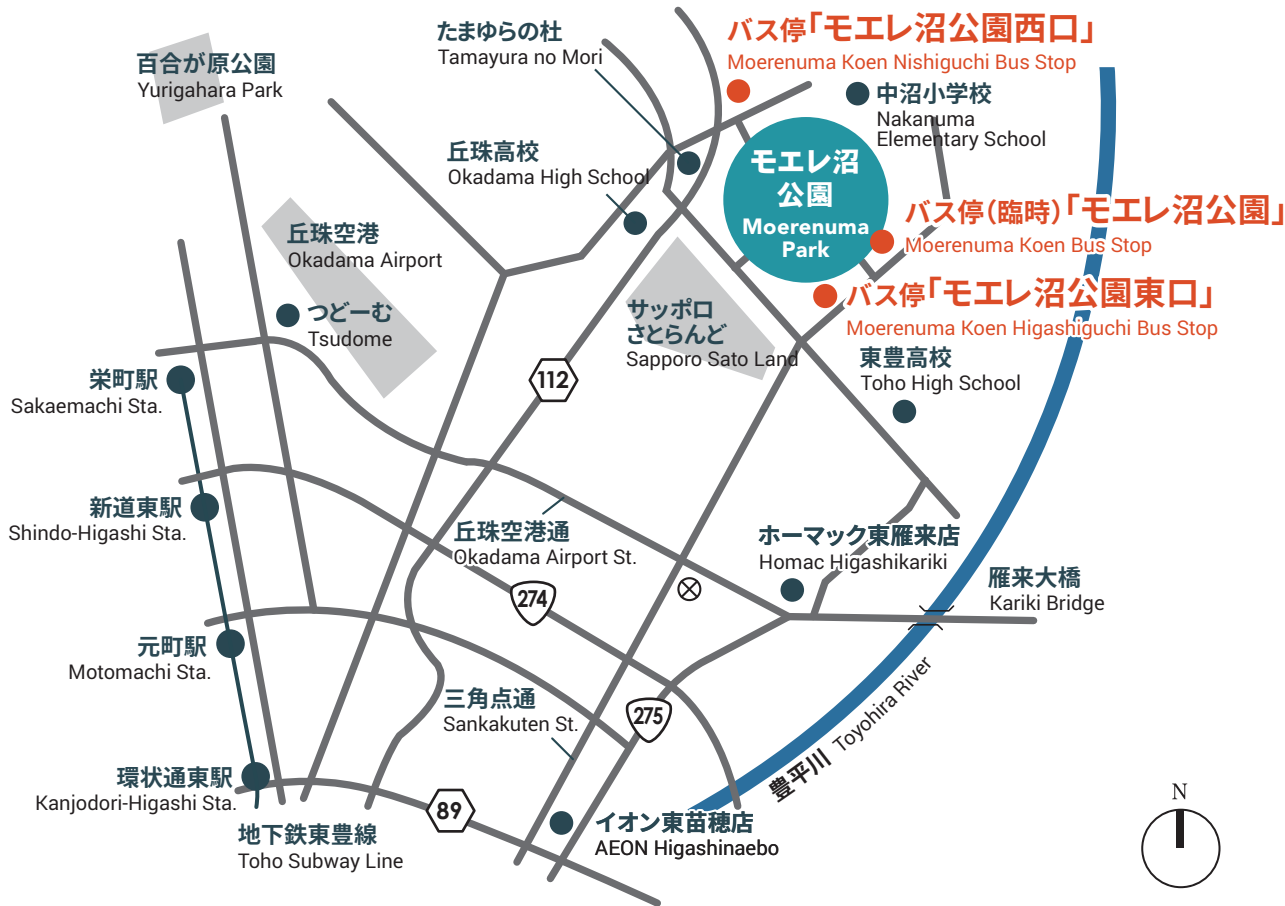 たまゆらの杜
Tamayura no Mori
バス停「モエレ沼公園西口」
Moerenuma Koen Nishiguchi Bus Stop
百合が原公園
Yurigahara Park
中沼小学校
Nakanuma
Elementary School
丘珠高校
Okadama High School
モエレ沼
公園
Moerenuma
Park
バス停(臨時)「モエレ沼公園」
Moerenuma Koen Bus Stop
丘珠空港
Okadama Airport
バス停「モエレ沼公園東口」
Moerenuma Koen Higashiguchi Bus Stop
つどーむ
Tsudome
サッポロ
さとらんど
Sapporo Sato Land
東豊高校
Toho High School
栄町駅
Sakaemachi Sta.
112
新道東駅
Shindo-Higashi Sta.
丘珠空港通
Okadama Airport St.
ホーマック東雁来店
Homac Higashikariki
雁来大橋
Kariki Bridge
274
元町駅
Motomachi Sta.
三角点通
Sankakuten St.
275
豊平川 Toyohira River
環状通東駅
Kanjodori-Higashi Sta.
89
地下鉄東豊線
Toho Subway Line
イオン東苗穂店
AEON Higashinaebo
N